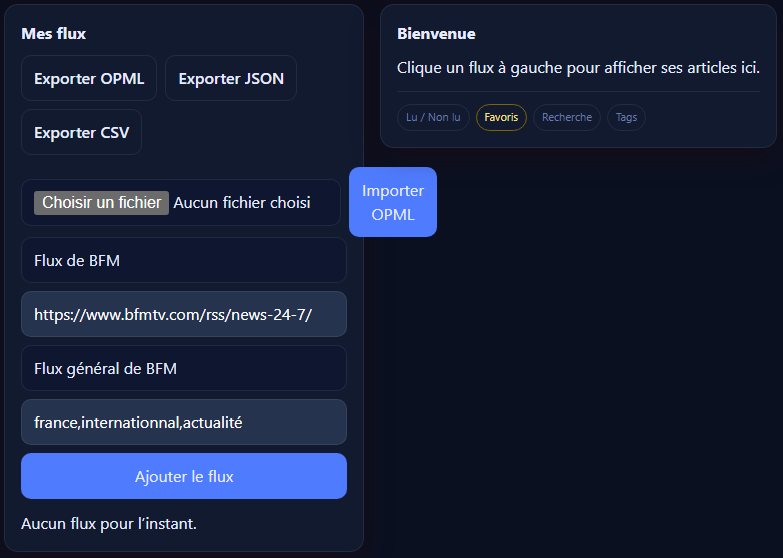 Mes flux
Exporter OPML
Exporter JSON
Exporter CSV
Choisir un fichier Aucun fichier choisi
Importer
OPML
Flux de BFM
https://www.bfmtv.com/rss/news-24-7/
Flux général de BFM
france,internationnal,actualité
Ajouter le flux
Aucun flux pour l’instant.
Bienvenue
Clique un flux à gauche pour afficher ses articles ici.
Lu / Non lu
Favoris
Recherche
Tags